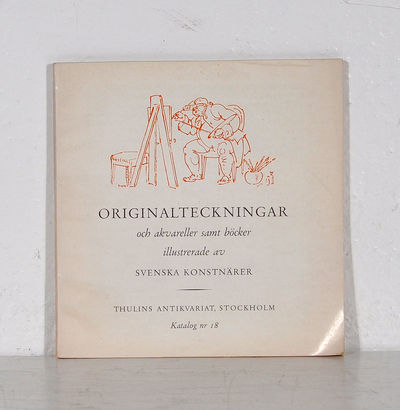 ORIGINALTECKNINGAR
och akvareller samt böcker
illustrerade av
SVENSKA KONSTNÄRER
THULINS ANTIKVARIAT, STOCKHOLM
Katalog nr 18